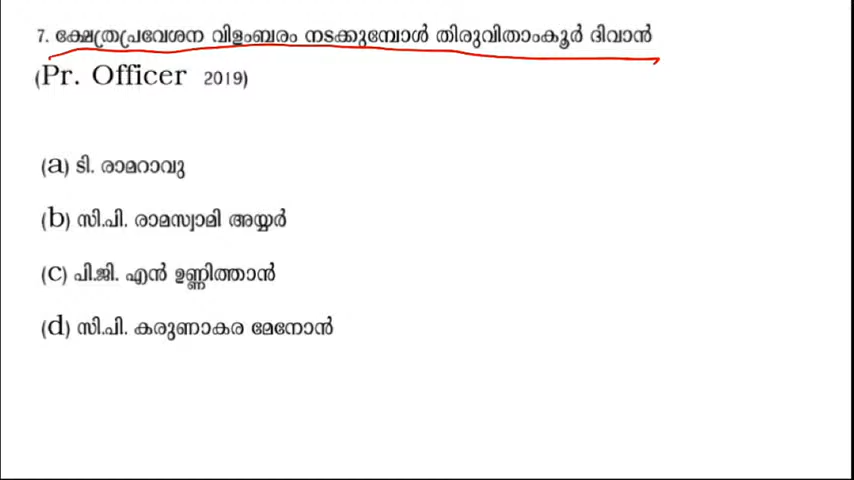 7. ക്ഷേത്രപ്രവേശന വിളംബരം നടക്കുമ്പോൾ തിരുവിതാംകൂർ ദിവാൻ
(Pr. Officer 2019)
(a) ടി. രാമറാവു
(b) സി.പി. രാമസ്വാമി അയ്യർ
(c) പി.ജി. എൻ ഉണ്ണിത്താൻ
(d) സി.പി. കരുണാകര മേനോൻ